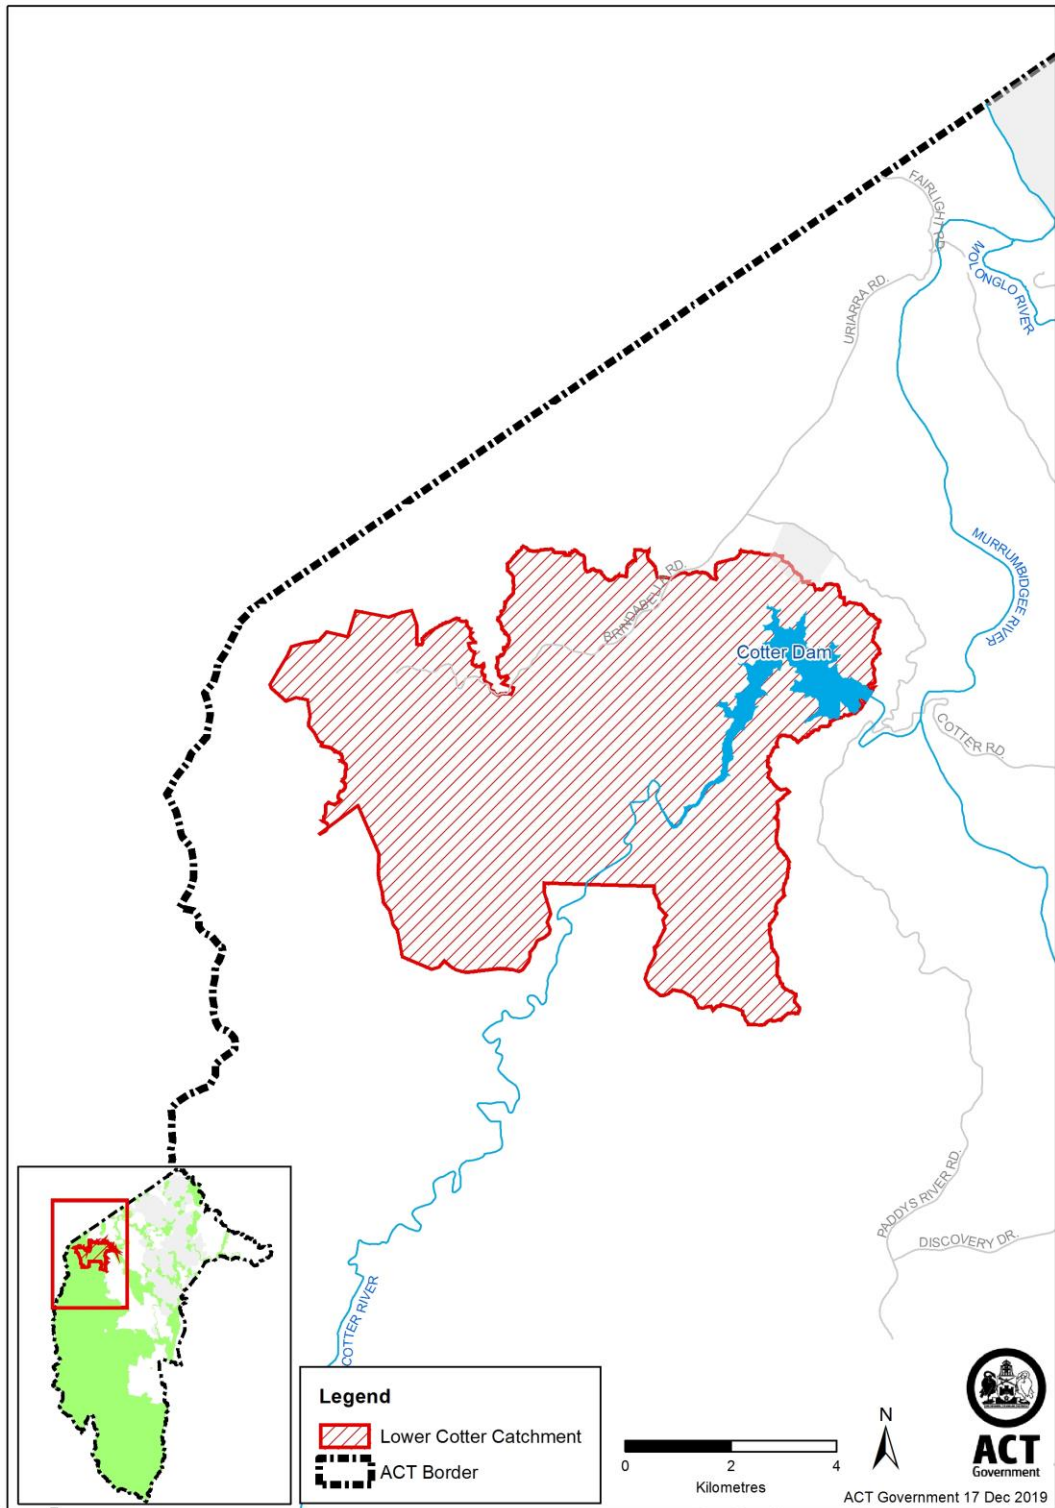 FAIRLIGHT RD.
MOLONGLO RIVER
URIARRA RD.
MURRUMBIDGEE
RIVER
BRINDABELLA RD.
Cotter Dam
COTTER RD.
PADDYS RIVER RD.
DISCOVERY DR.
COTTER RIVER
Legend
Lower Cotter Catchment
ACT Border
0 2 4
Kilometres
N
ACT
Government
ACT Government 17 Dec 2019